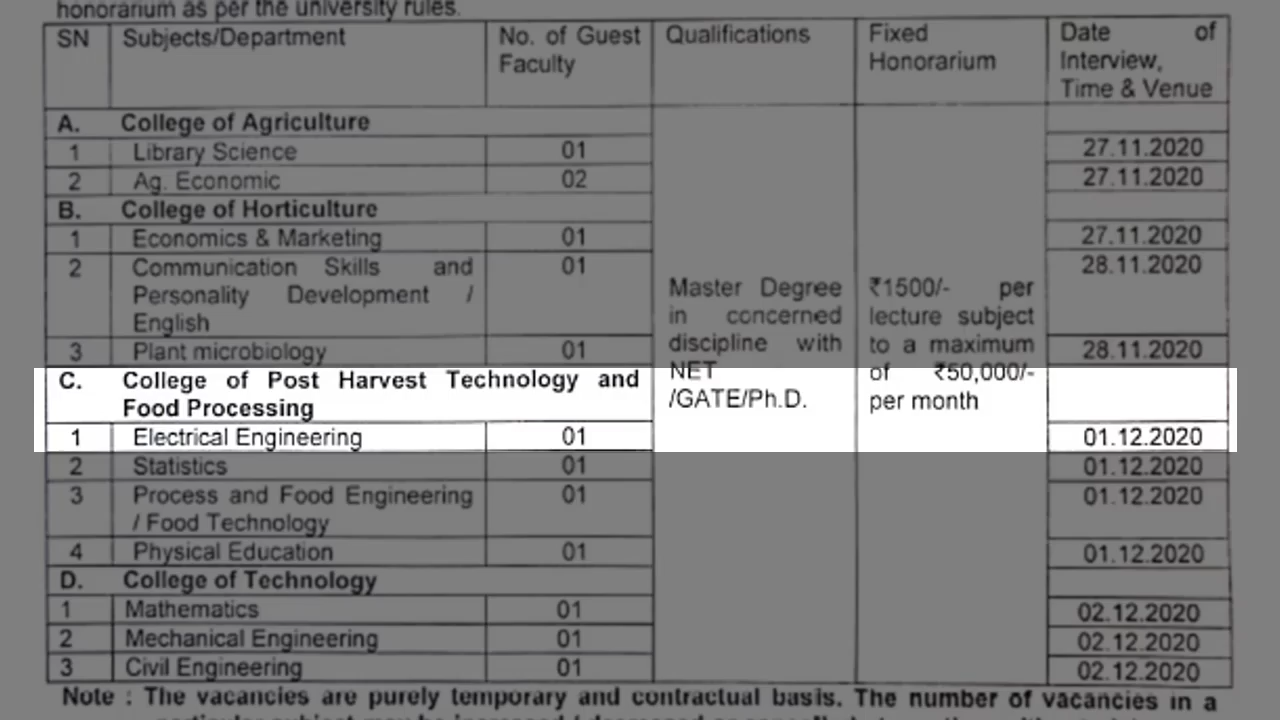 honorarium as per the university rules.
SN Subjects/Department No. of Guest Faculty Qualifications Fixed Honorarium Date of Interview, Time & Venue
A. College of Agriculture
1 Library Science 01 27.11.2020
2 Ag. Economic 02 27.11.2020
B. College of Horticulture
1 Economics & Marketing 01 27.11.2020
2 Communication Skills and 01 28.11.2020
Personality Development /
English
3 Plant microbiology 01 28.11.2020
Master Degree
in concerned
discipline with
NET
/GATE/Ph.D.
₹1500/- per
lecture subject
to a maximum
of ₹50,000/-
per month
C. College of Post Harvest Technology and
Food Processing
1 Electrical Engineering 01 01.12.2020
2 Statistics 01 01.12.2020
3 Process and Food Engineering 01 01.12.2020
/ Food Technology
4 Physical Education 01 01.12.2020
D. College of Technology
1 Mathematics 01 02.12.2020
2 Mechanical Engineering 01 02.12.2020
3 Civil Engineering 01 02.12.2020
Note : The vacancies are purely temporary and contractual basis. The number of vacancies in a